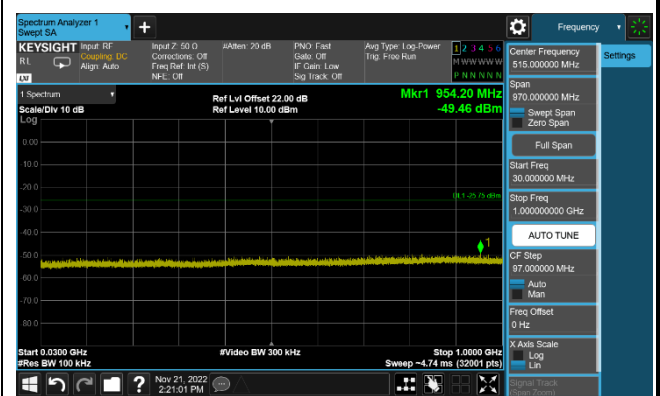 Spectrum Analyzer 1
Swept SA
+
Frequency
KEYSIGHT
RL
LXI
Input: RF
Coupling: DC
Align: Auto
Input Z: 50 Ω
Corrections: Off
Freq Ref: Int (S)
NFE: Off
#Atten: 20 dB
PNO: Fast
Gate: Off
IF Gain: Low
Sig Track: Off
Avg Type: Log-Power
Trig: Free Run
1 2 3 4 5 6
M W W W W W
P N N N N N
Center Frequency
515.000000 MHz
Settings
Span
970.000000 MHz
Swept Span
Zero Span
Full Span
Start Freq
30.000000 MHz
Stop Freq
1.000000000 GHz
AUTO TUNE
CF Step
97.000000 MHz
Auto
Man
Freq Offset
0 Hz
X Axis Scale
Log
Lin
Signal Track
(Span Zoom)
1 Spectrum
Scale/Div 10 dB
Log
Ref Lvl Offset 22.00 dB
Ref Level 10.00 dBm
Mkr1 954.20 MHz
-49.46 dBm
0.00
-10.0
-20.0
-30.0
-40.0
-50.0
-60.0
-70.0
-80.0
DL1 -25.75 dBm
1
Start 0.0300 GHz
#Res BW 100 kHz
#Video BW 300 kHz
Stop 1.0000 GHz
Sweep ~4.74 ms (32001 pts)
?
Nov 21, 2022
2:21:01 PM